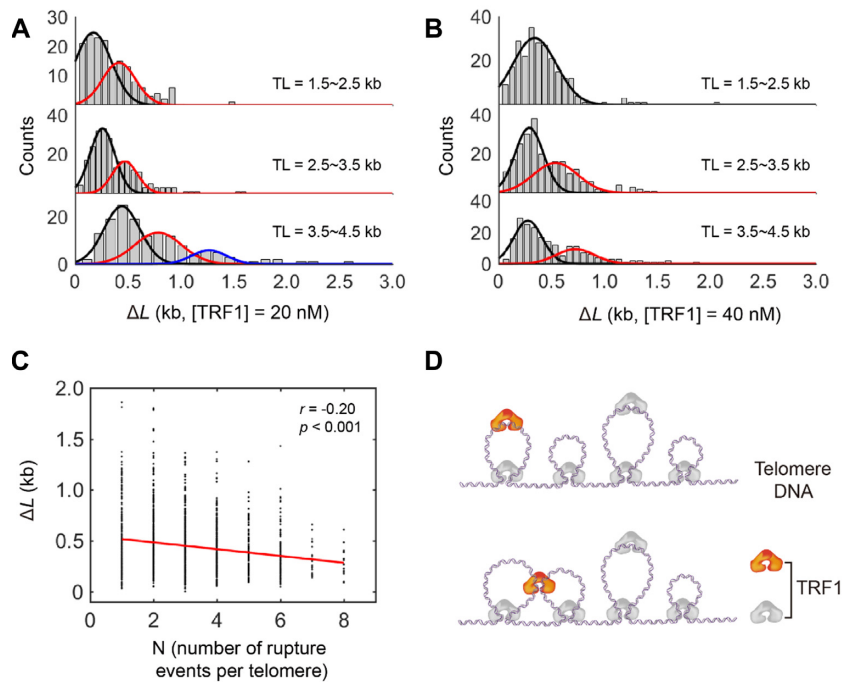 A
30
20
10
TL = 1.5~2.5 kb
40
20
TL = 2.5~3.5 kb
Counts
20
0
TL = 3.5~4.5 kb
0 0.5 1.0 1.5 2.0 2.5 3.0
ΔL (kb, [TRF1] = 20 nM)
B
40
20
TL = 1.5~2.5 kb
40
20
TL = 2.5~3.5 kb
40
20
0
TL = 3.5~4.5 kb
0 0.5 1.0 1.5 2.0 2.5 3.0
ΔL (kb, [TRF1] = 40 nM)
C
2.0
1.5
1.0
0.5
0
ΔL (kb)
r = -0.20
p < 0.001
0 2 4 6 8
N (number of rupture
events per telomere)
D
Telomere
DNA
TRF1